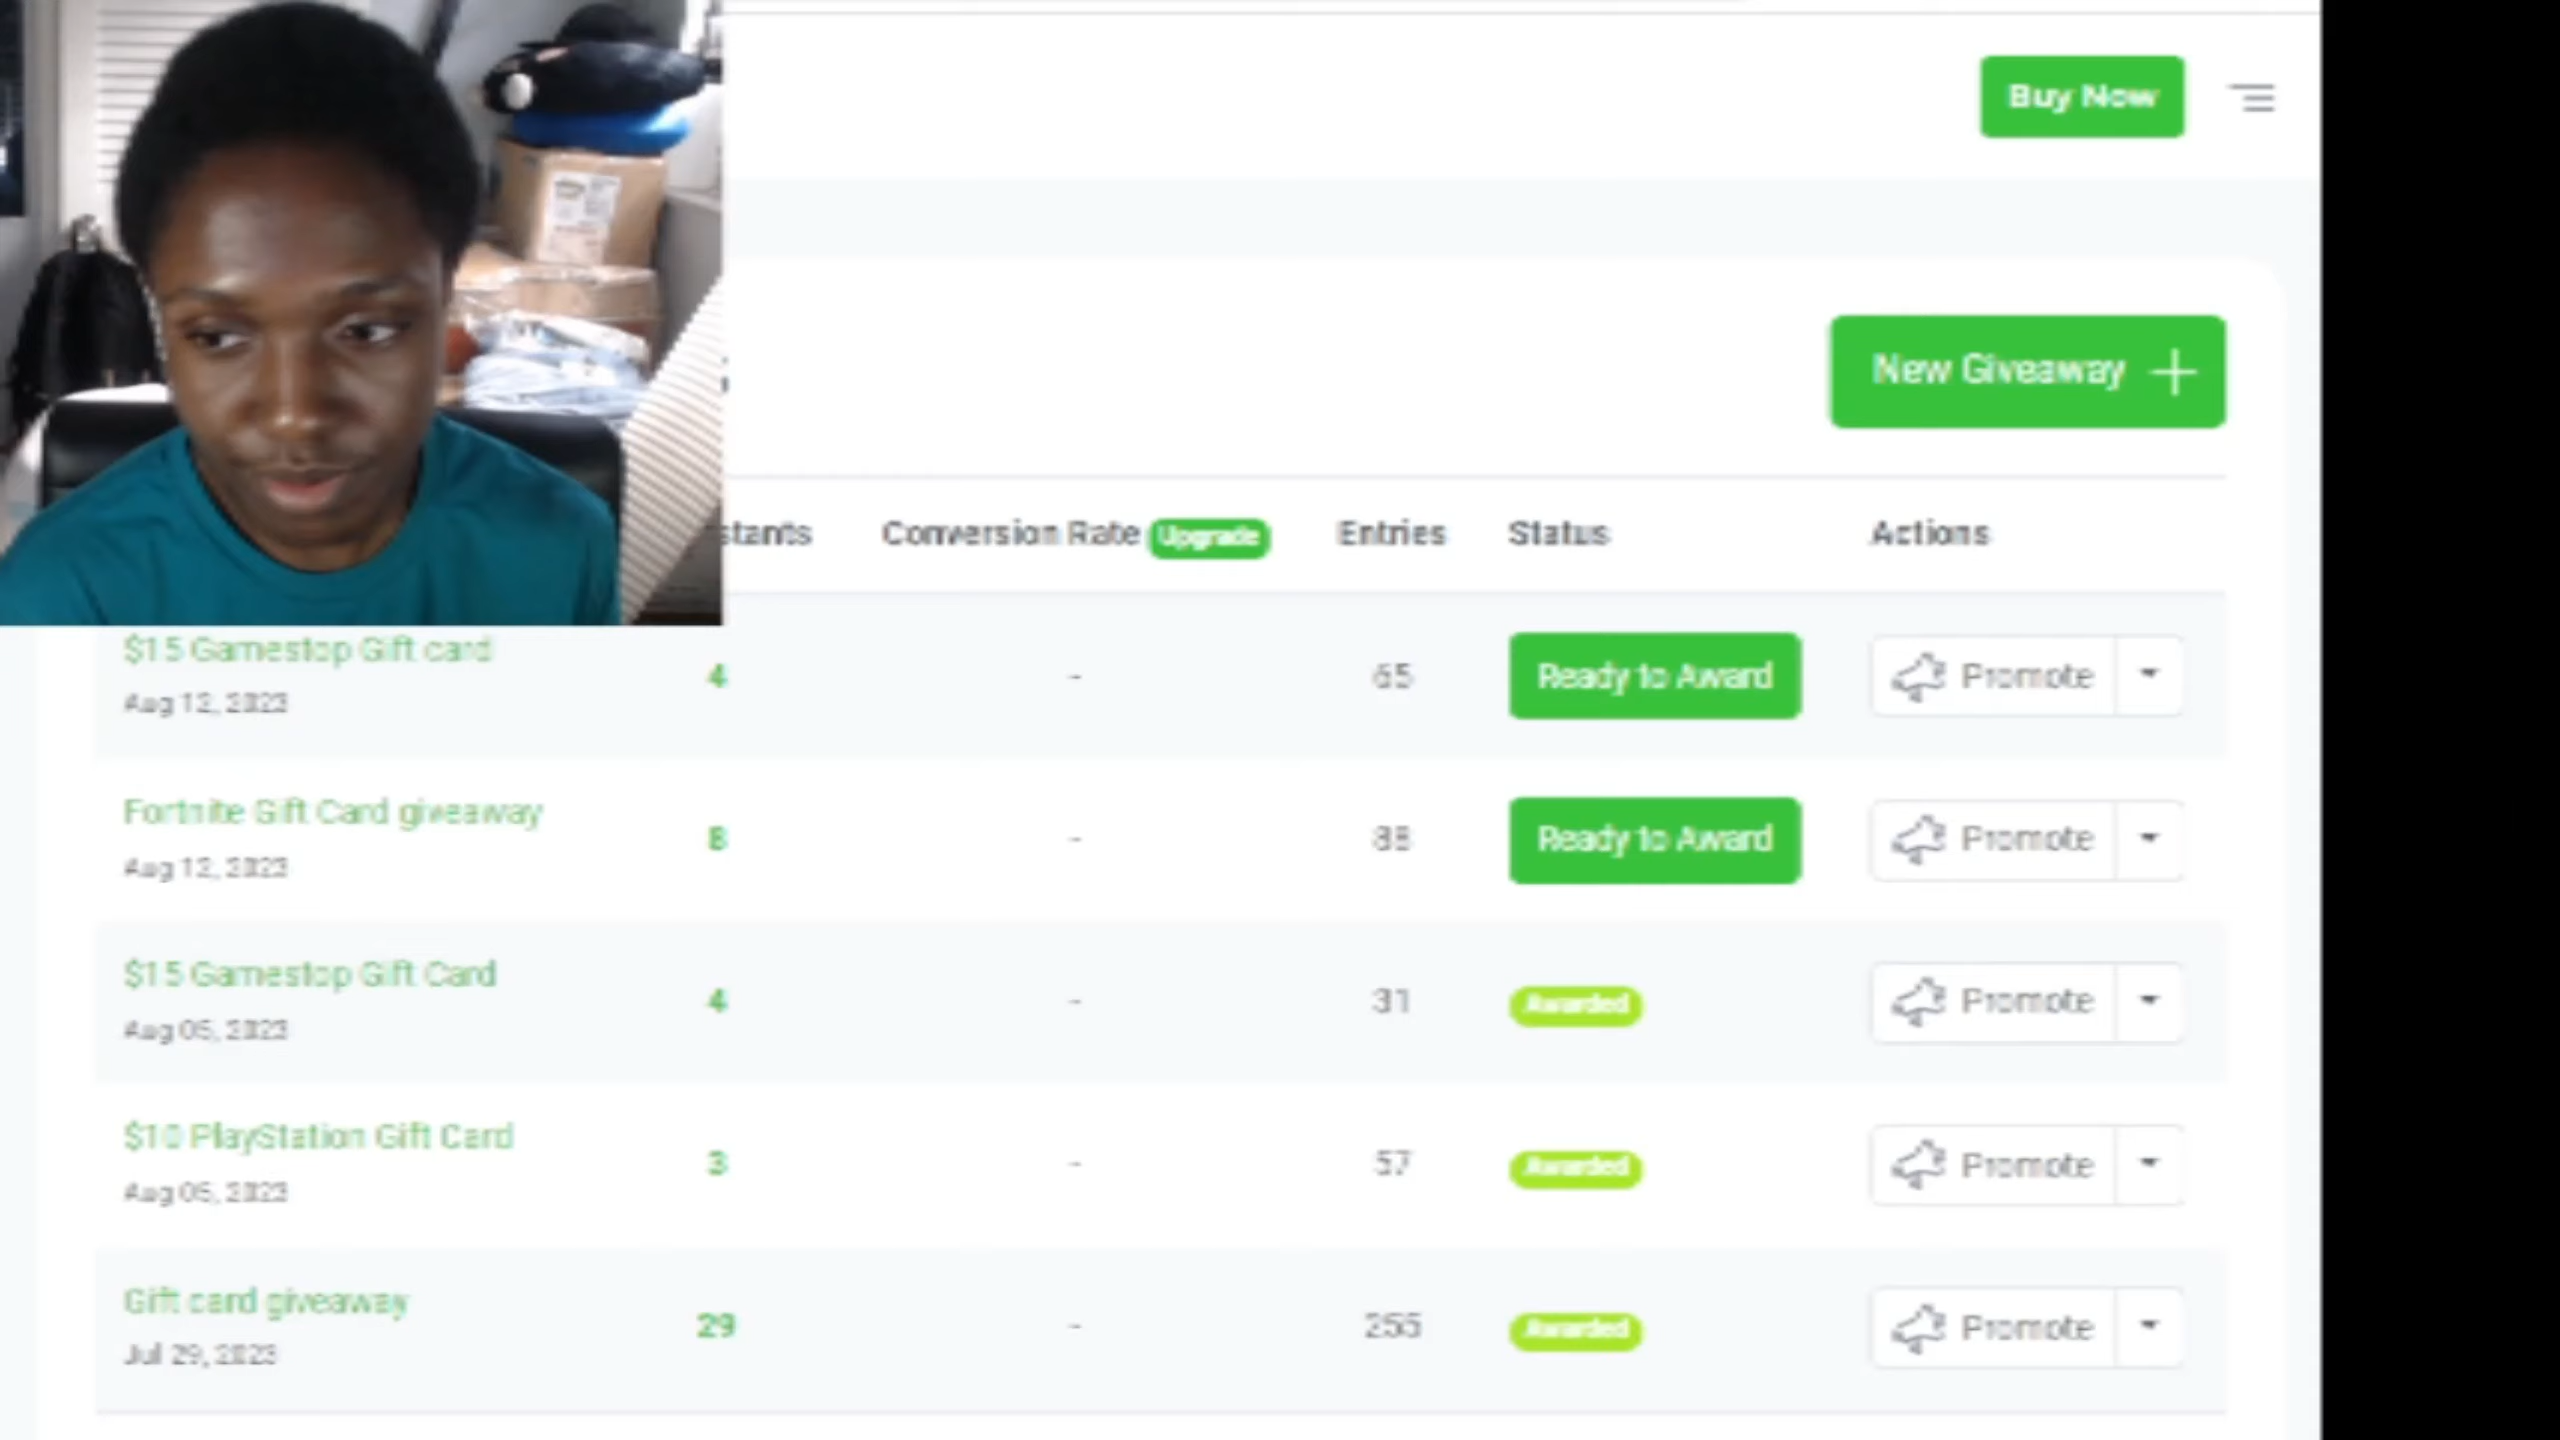 Buy Now
New Giveaway
stants Conversion Rate Upgrade Entries Status Actions
$15 Gamestop Gift card 4 - 65 Ready to Award Promote
Aug 12, 2023
Fortnite Gift Card giveaway 8 - 88 Ready to Award Promote
Aug 12, 2023
$15 Gamestop Gift Card 4 - 31 Awarded Promote
Aug 05, 2023
$10 PlayStation Gift Card 3 - 57 Awarded Promote
Aug 05, 2023
Gift card giveaway 29 - 255 Awarded Promote
Jul 29, 2023